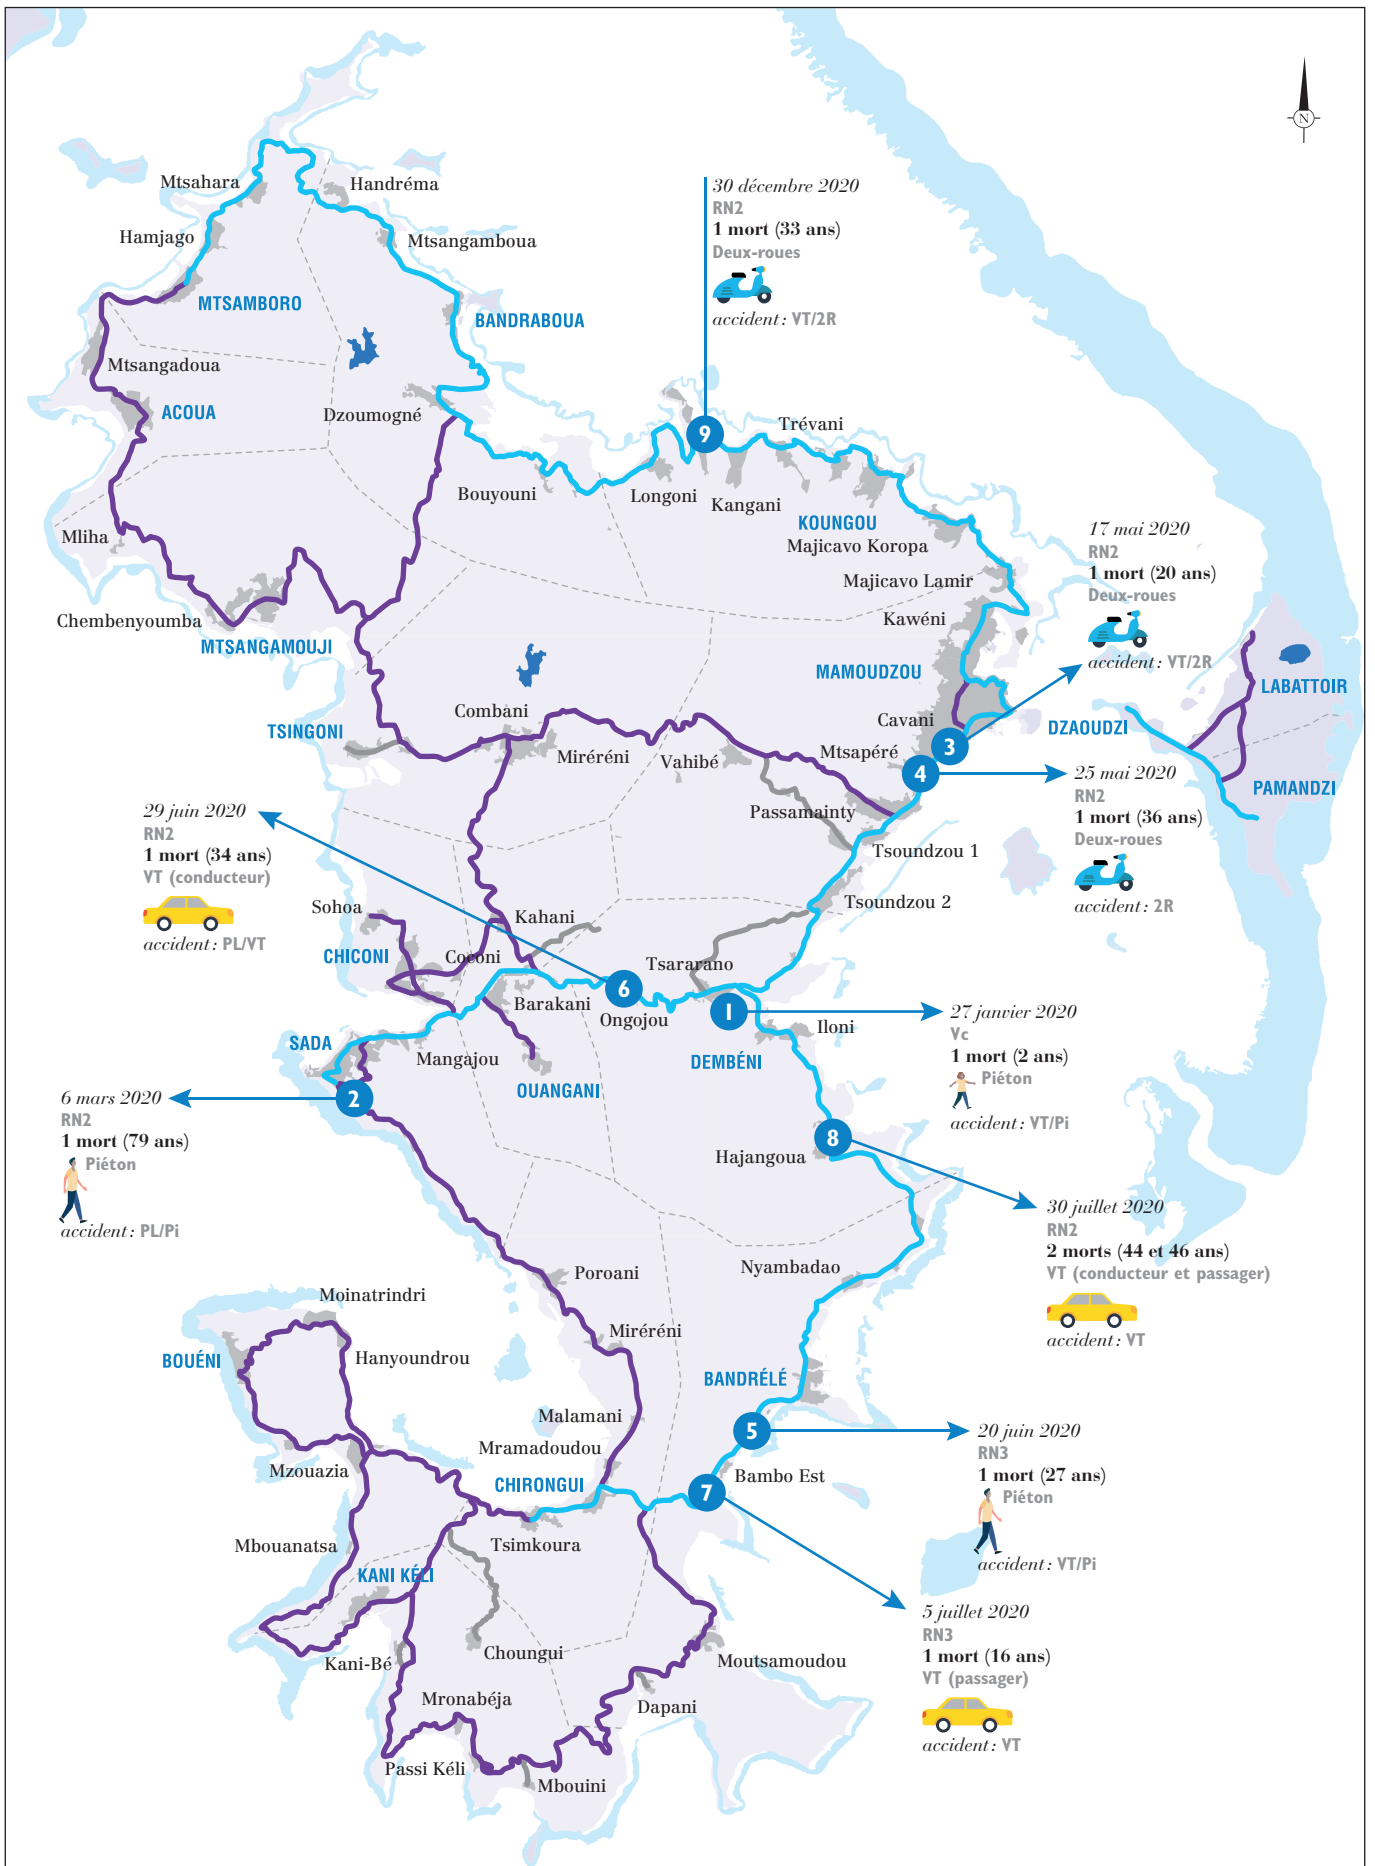 N
Mtsahara
Handréma
Hamjago
Mtsangamboua
MTSAMBORO
BANDRABOUA
Mtsangadoua
ACOUA
Dzoumogné
30 décembre 2020
RN2
1 mort (33 ans)
Deux-roues
accident : VT/2R
9
Trévani
Bouyouni
Longoni
Kangani
KOUNGOU
Majicavo Koropa
Mliha
Majicavo Lamir
Chembenyoumba
MTSANGAMOUJI
Kawéni
17 mai 2020
RN2
1 mort (20 ans)
Deux-roues
accident : VT/2R
MAMOUDZOU
LABATTOIR
TSINGONI
Combani
Miréréni
Vahibé
Cavani
Mtsapéré
3
4
DZAOUDZI
PAMANDZI
25 mai 2020
RN2
1 mort (36 ans)
Deux-roues
accident : 2R
Passamainty
Tsoundzou 1
Tsoundzou 2
29 juin 2020
RN2
1 mort (34 ans)
VT (conducteur)
accident : PL/VT
Sohoa
Kahani
CHICONI
Coconi
Tsararano
Barakani
6
Ongojou
1
Iloni
SADA
Mangajou
OUANGANI
DEMBÉNI
27 janvier 2020
Vc
1 mort (2 ans)
Piéton
accident : VT/Pi
6 mars 2020
RN2
1 mort (79 ans)
Piéton
accident : PL/Pi
2
8
Hajangoua
30 juillet 2020
RN2
2 morts (44 et 46 ans)
VT (conducteur et passager)
accident : VT
Poroani
Nyambadao
Moinatrindri
Miréréni
BOUÉNI
Hanyoundrou
BANDRÉLÉ
Malamani
Mramadoudou
5
20 juin 2020
RN3
1 mort (27 ans)
Piéton
accident : VT/Pi
Mzouazia
CHIRONGUI
Bambo Est
7
Mbouanatsa
Tsimkoura
KANI KÉLI
5 juillet 2020
RN3
1 mort (16 ans)
VT (passager)
accident : VT
Kani-Bé
Choungui
Moutsamoudou
Mronabéja
Dapani
Passi Kéli
Mbouini